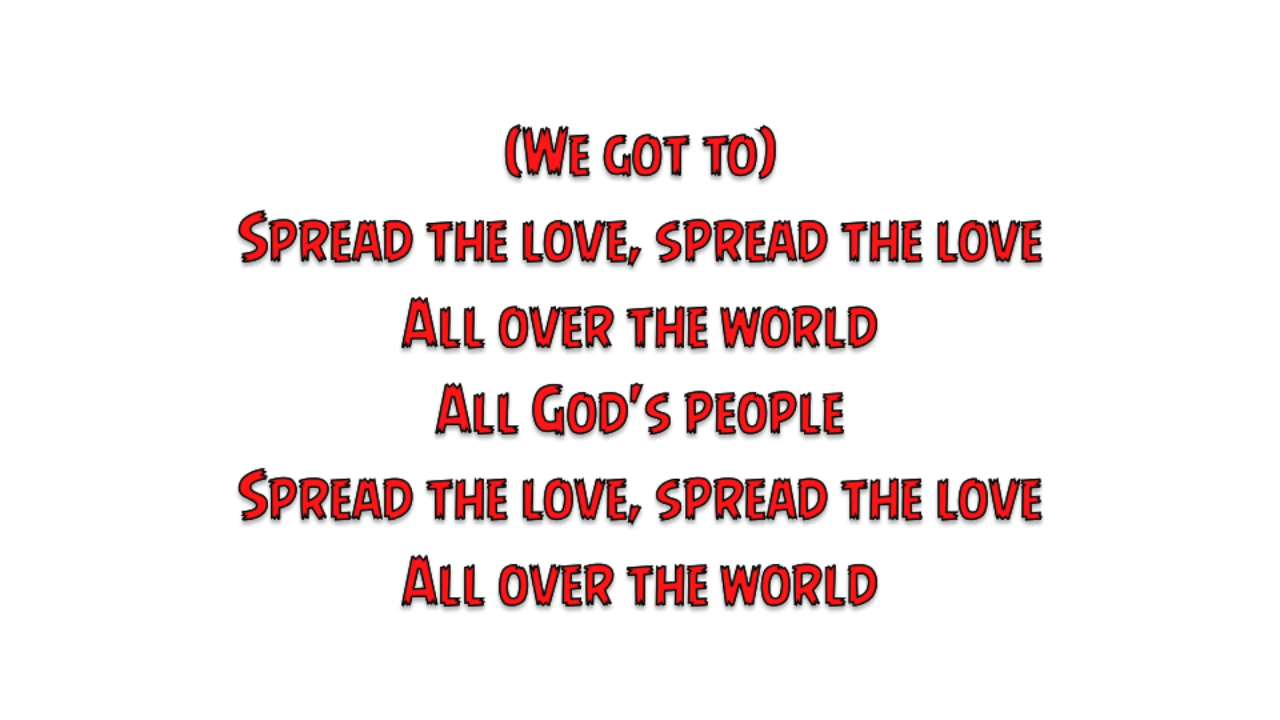 (We got to)
Spread the love, spread the love
All over the world
All God's people
Spread the love, spread the love
All over the world